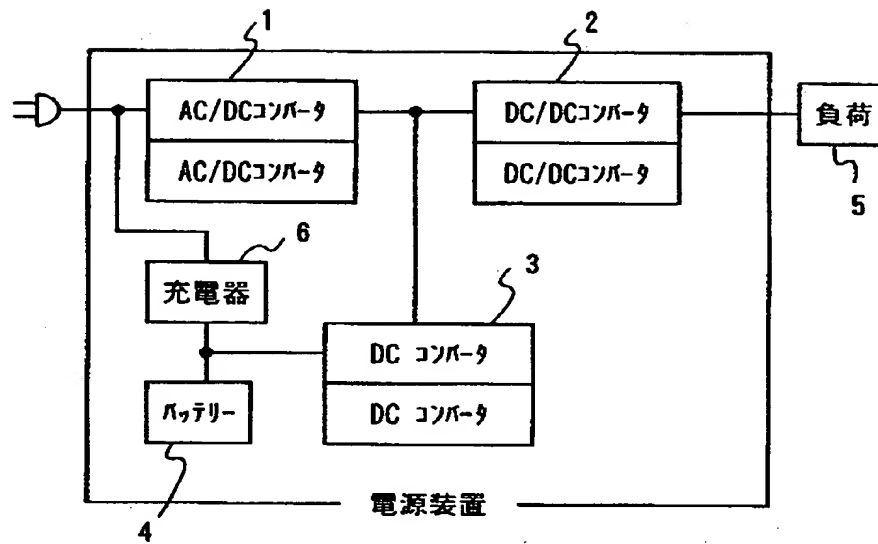 1
2
AC/DCコンバータ
DC/DCコンバータ
負荷
AC/DCコンバータ
DC/DCコンバータ
5
6
3
充電器
DC コンバータ
バッテリー
DC コンバータ
電源装置
4